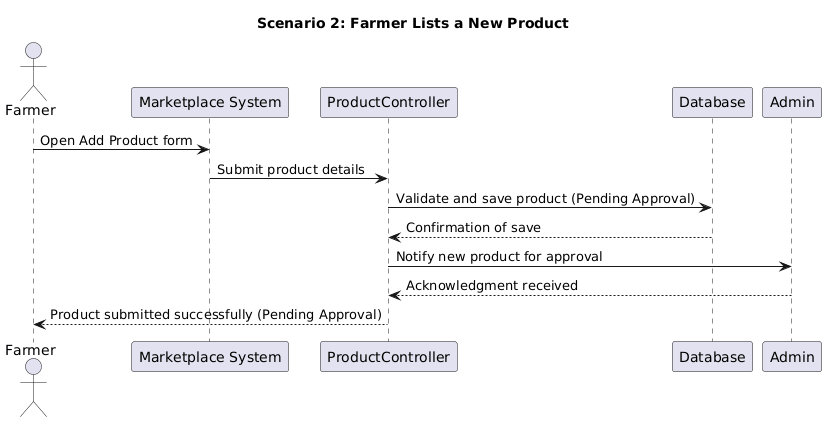 Scenario 2: Farmer Lists a New Product
Farmer
Marketplace System
ProductController
Database
Admin
Open Add Product form
Submit product details
Validate and save product (Pending Approval)
Confirmation of save
Notify new product for approval
Acknowledgment received
Product submitted successfully (Pending Approval)
Farmer
Marketplace System
ProductController
Database
Admin